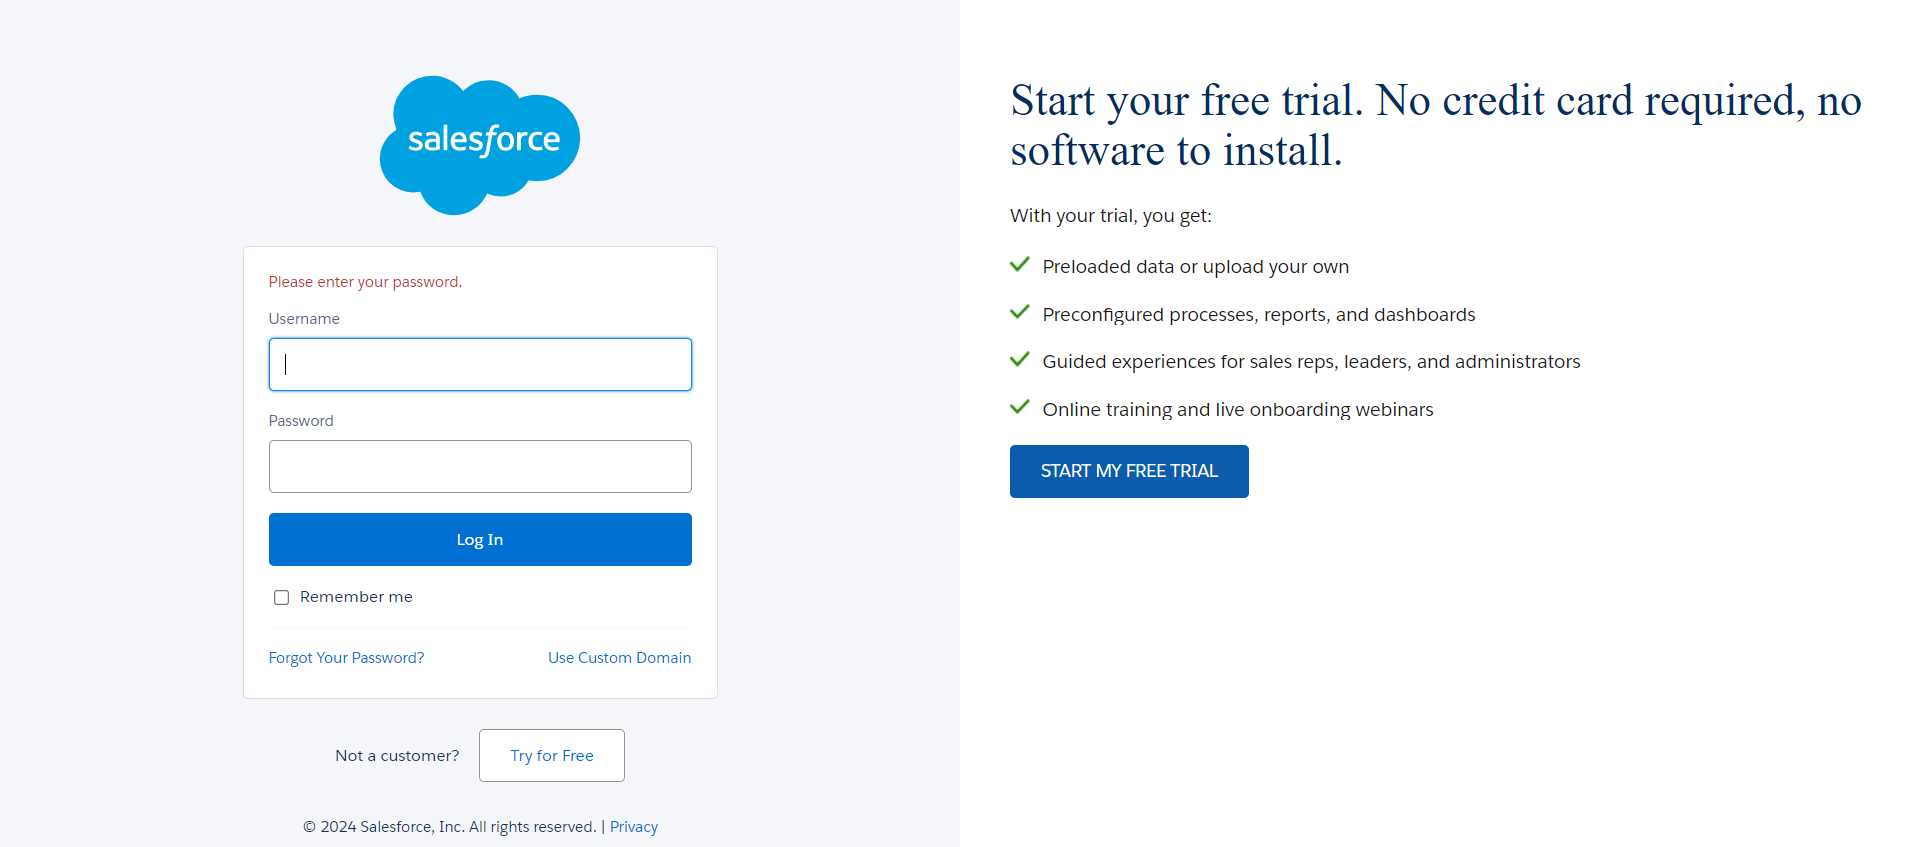 salesforce
Please enter your password.
Username
Password
Log In
Remember me
Forgot Your Password?
Use Custom Domain
Not a customer?
Try for Free
© 2024 Salesforce, Inc. All rights reserved. | Privacy
Start your free trial. No credit card required, no
software to install.
With your trial, you get:
Preloaded data or upload your own
Preconfigured processes, reports, and dashboards
Guided experiences for sales reps, leaders, and administrators
Online training and live onboarding webinars
START MY FREE TRIAL